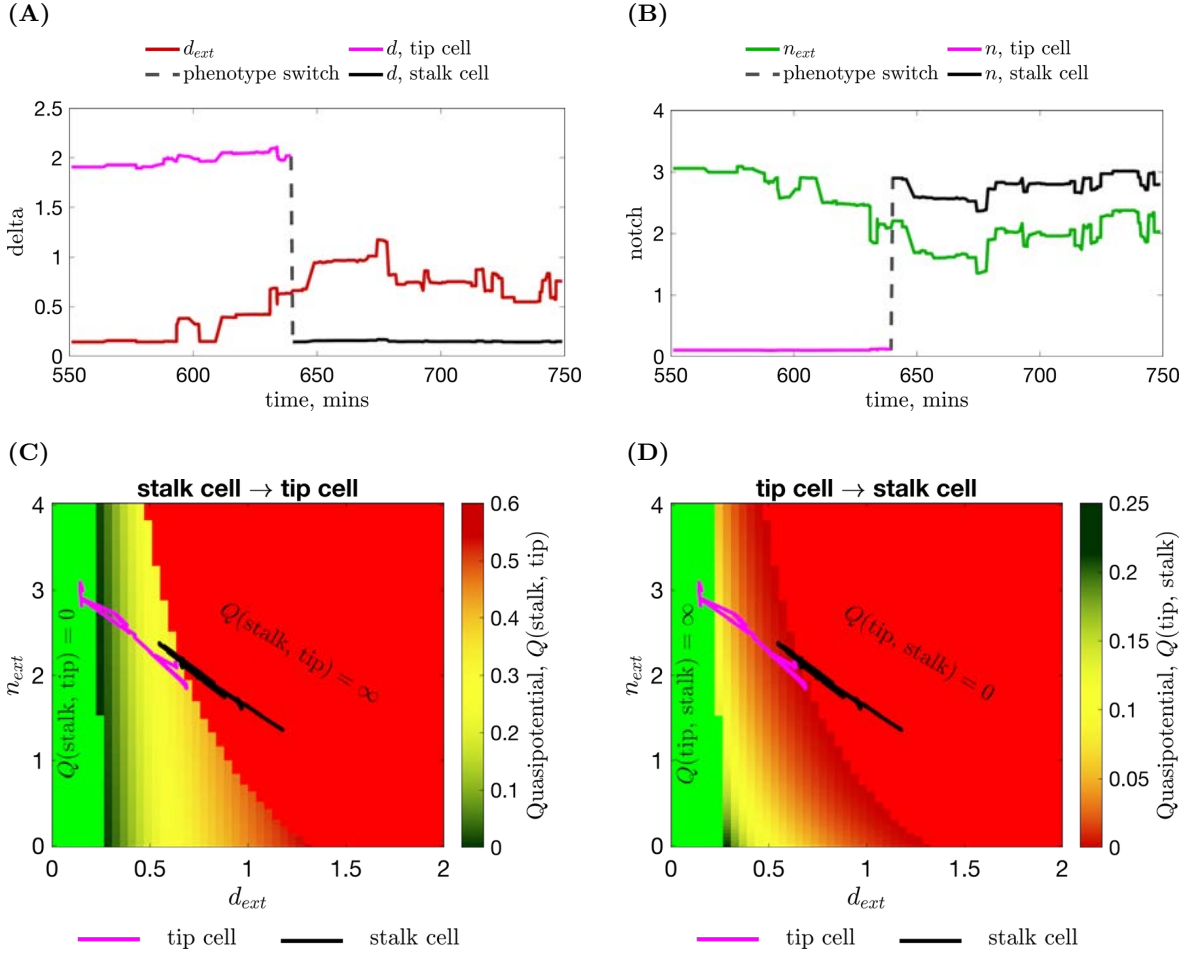 (A)
d_ext
d, tip cell
phenotype switch
d, stalk cell
2.5
2
1.5
1
0.5
0
delta
550
600
650
700
750
time, mins
(B)
n_ext
n, tip cell
phenotype switch
n, stalk cell
4
3
2
1
0
notch
550
600
650
700
750
time, mins
(C)
stalk cell → tip cell
4
3
2
1
0
n_ext
Q(stalk, tip) = 0
Q(stalk, tip) = ∞
0
0.5
1
1.5
2
d_ext
0.6
0.5
0.4
0.3
0.2
0.1
0
Quasipotential, Q(stalk, tip)
tip cell
stalk cell
(D)
tip cell → stalk cell
4
3
2
1
0
n_ext
Q(tip, stalk) = ∞
Q(tip, stalk) = 0
0
0.5
1
1.5
2
d_ext
0.25
0.2
0.15
0.1
0.05
0
Quasipotential, Q(tip, stalk)
tip cell
stalk cell